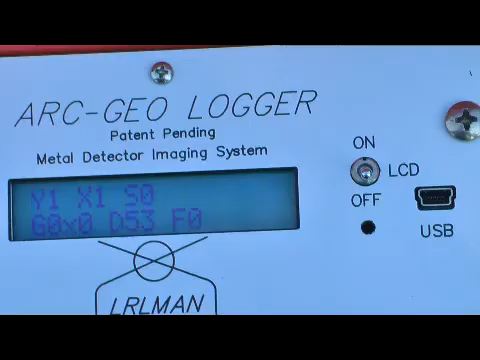 ARC-GEO LOGGER
Patent Pending
Metal Detector Imaging System
Y1 X1 S0
G0x0 D53 F0
ON
LCD
OFF
USB
LRLMAN